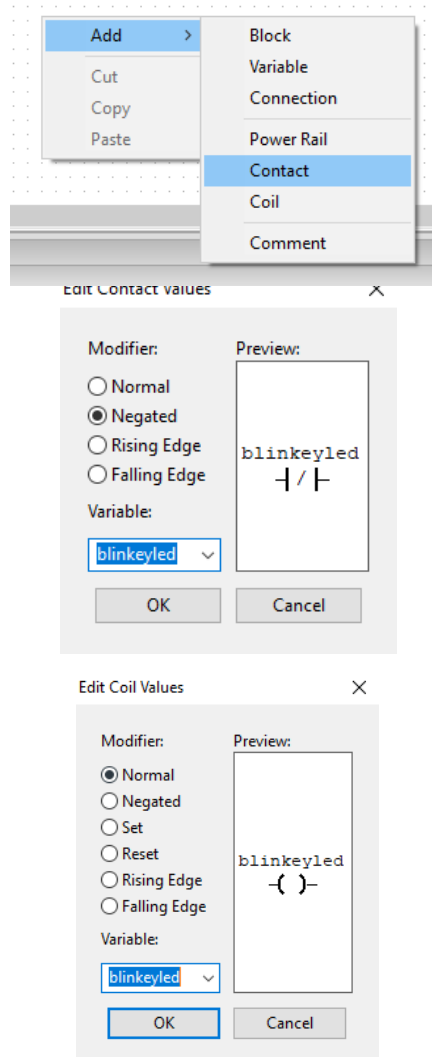 Add > Block
Cut Variable
Copy Connection
Paste Power Rail
Contact
Coil
Comment
Edit Contact Values
Modifier: Preview:
Normal
Negated
Rising Edge blinkeyled
Falling Edge ┤/├
Variable:
blinkeyled
OK Cancel
Edit Coil Values
Modifier: Preview:
Normal
Negated
Set
Reset blinkeyled
Rising Edge -( )-
Falling Edge
Variable:
blinkeyled
OK Cancel